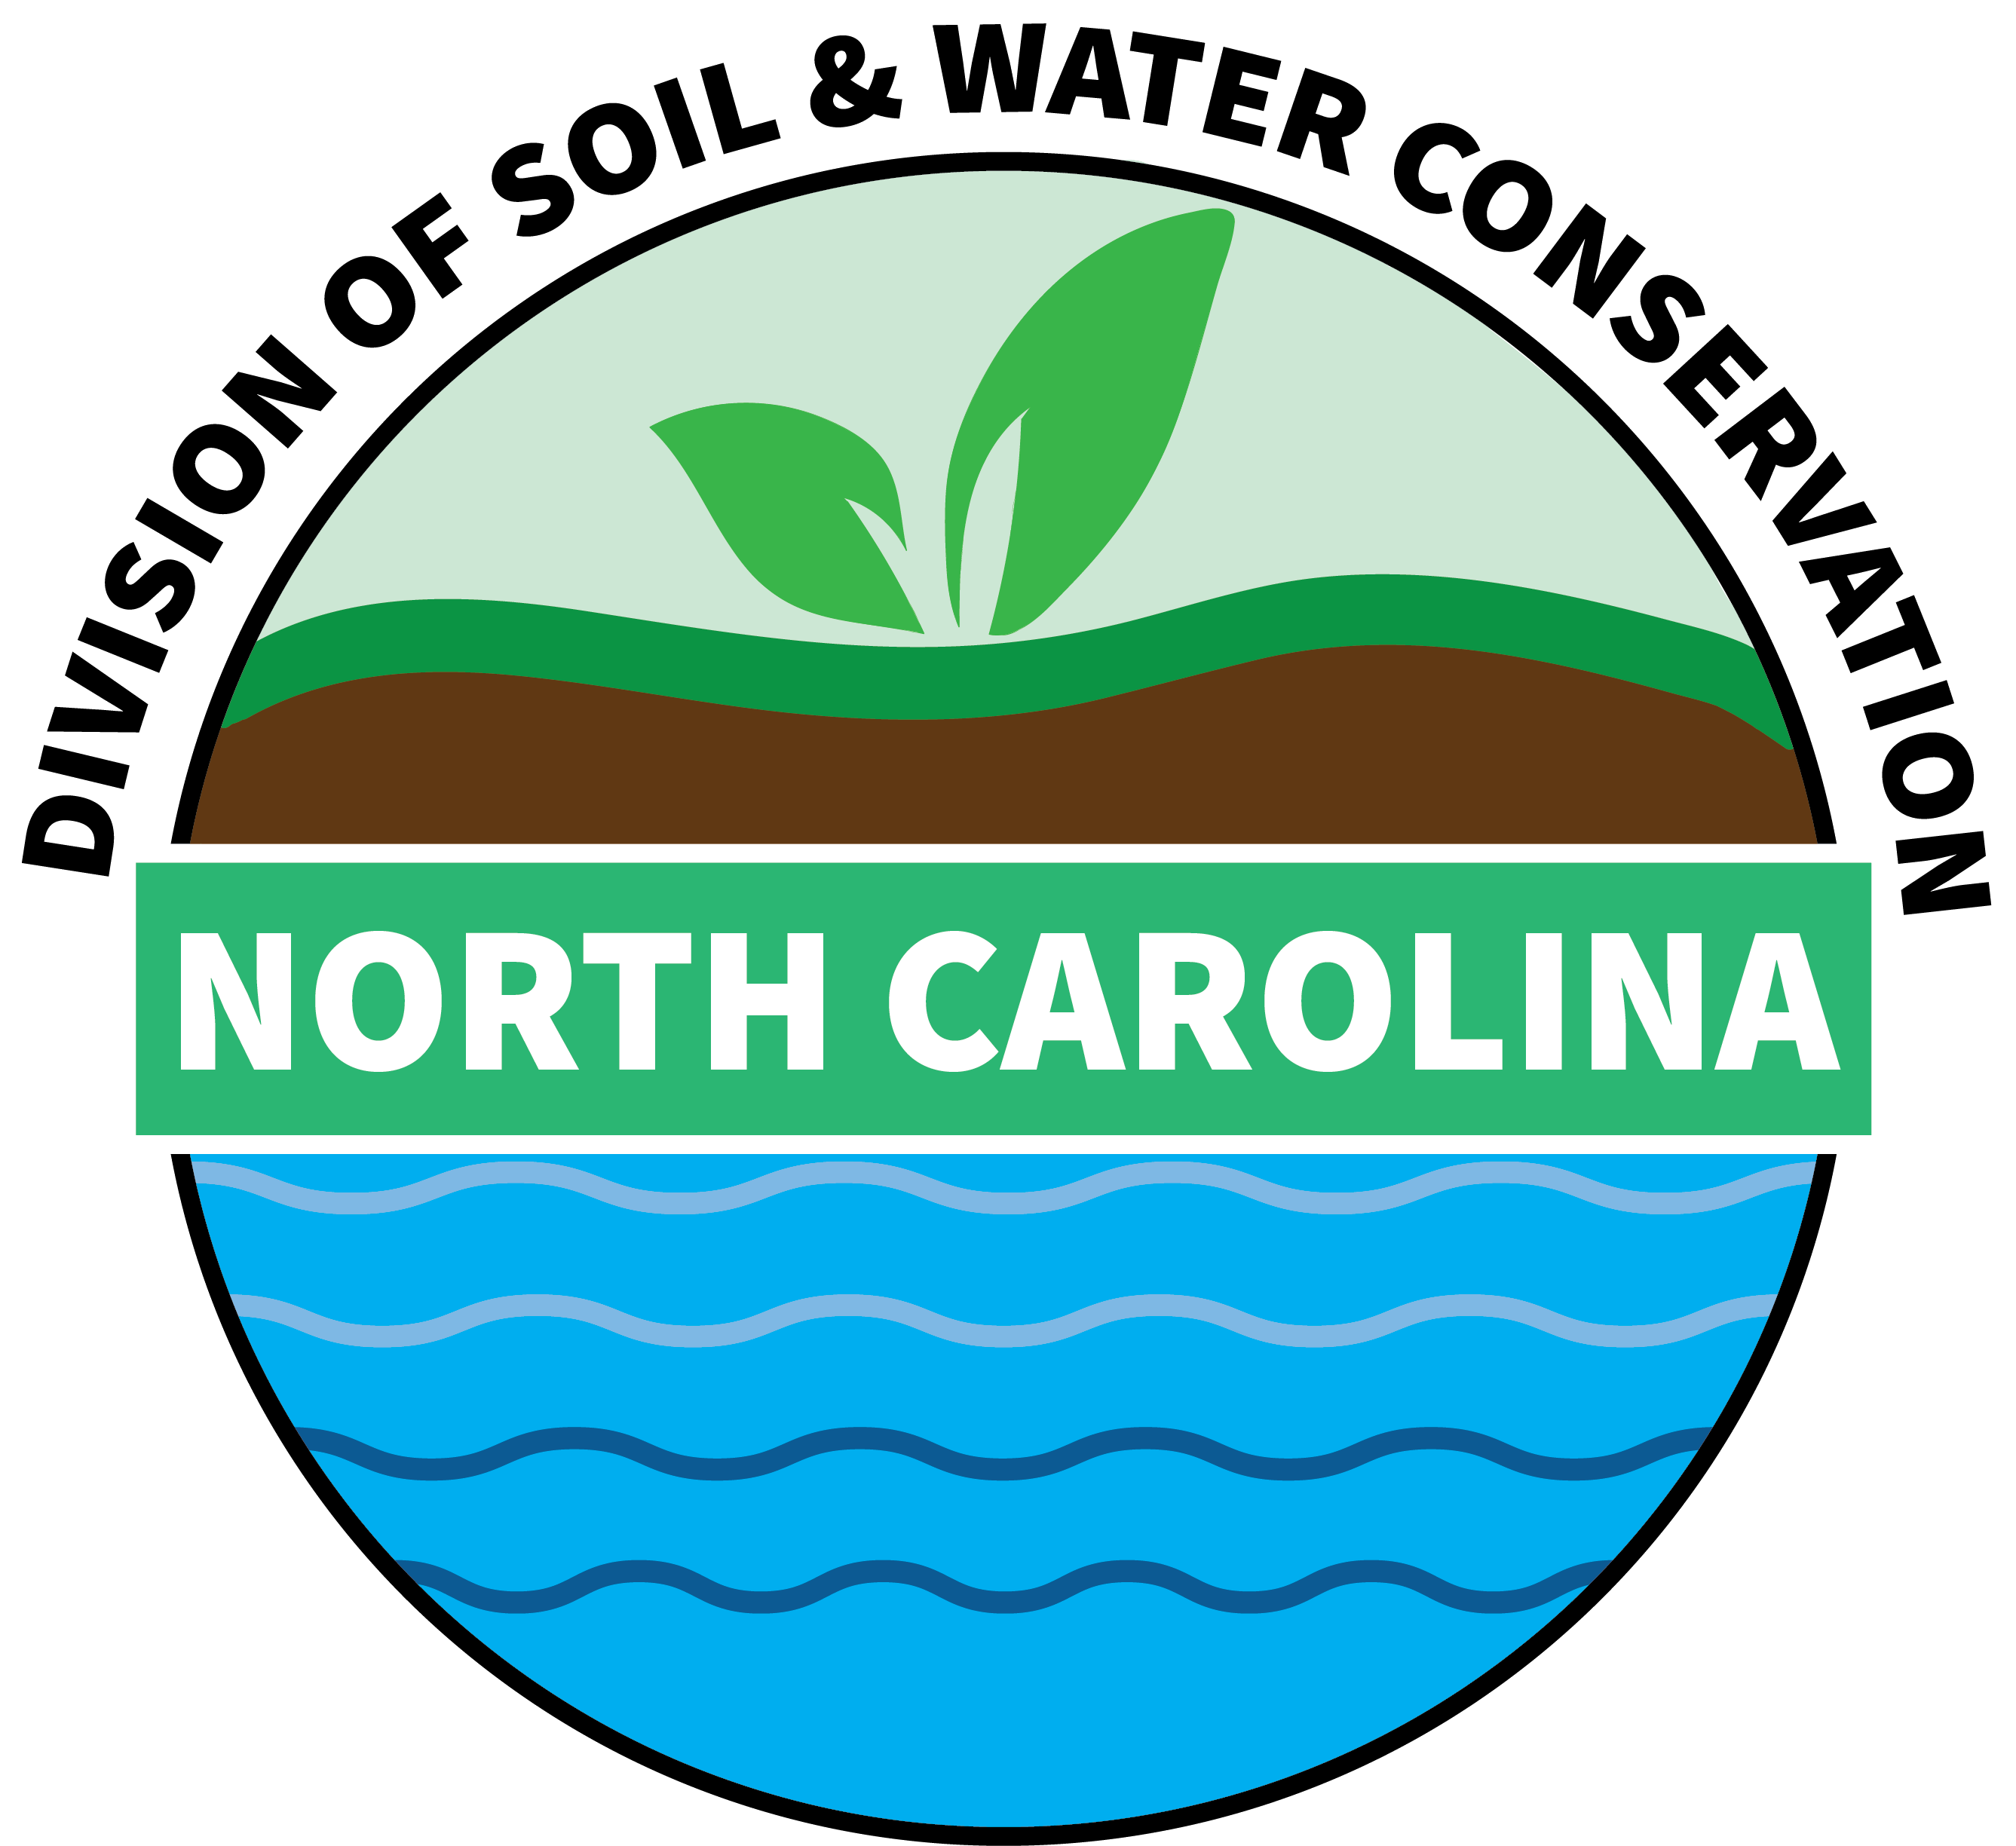 DIVISION OF SOIL & WATER CONSERVATION
NORTH CAROLINA